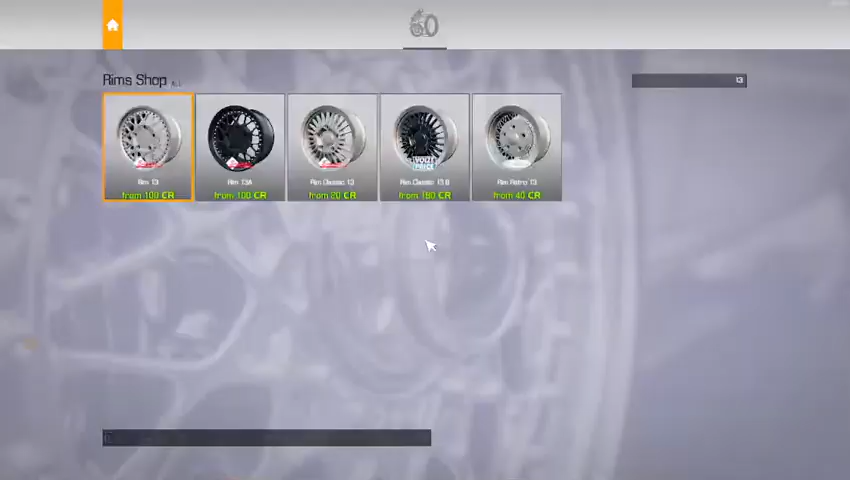 Rims Shop ALL
13
Rim 13
from 100 CR
Rim 13A
from 100 CR
Rim Classic 13
from 20 CR
Rim Classic 13 B
from 180 CR
Rim Retro 13
from 40 CR